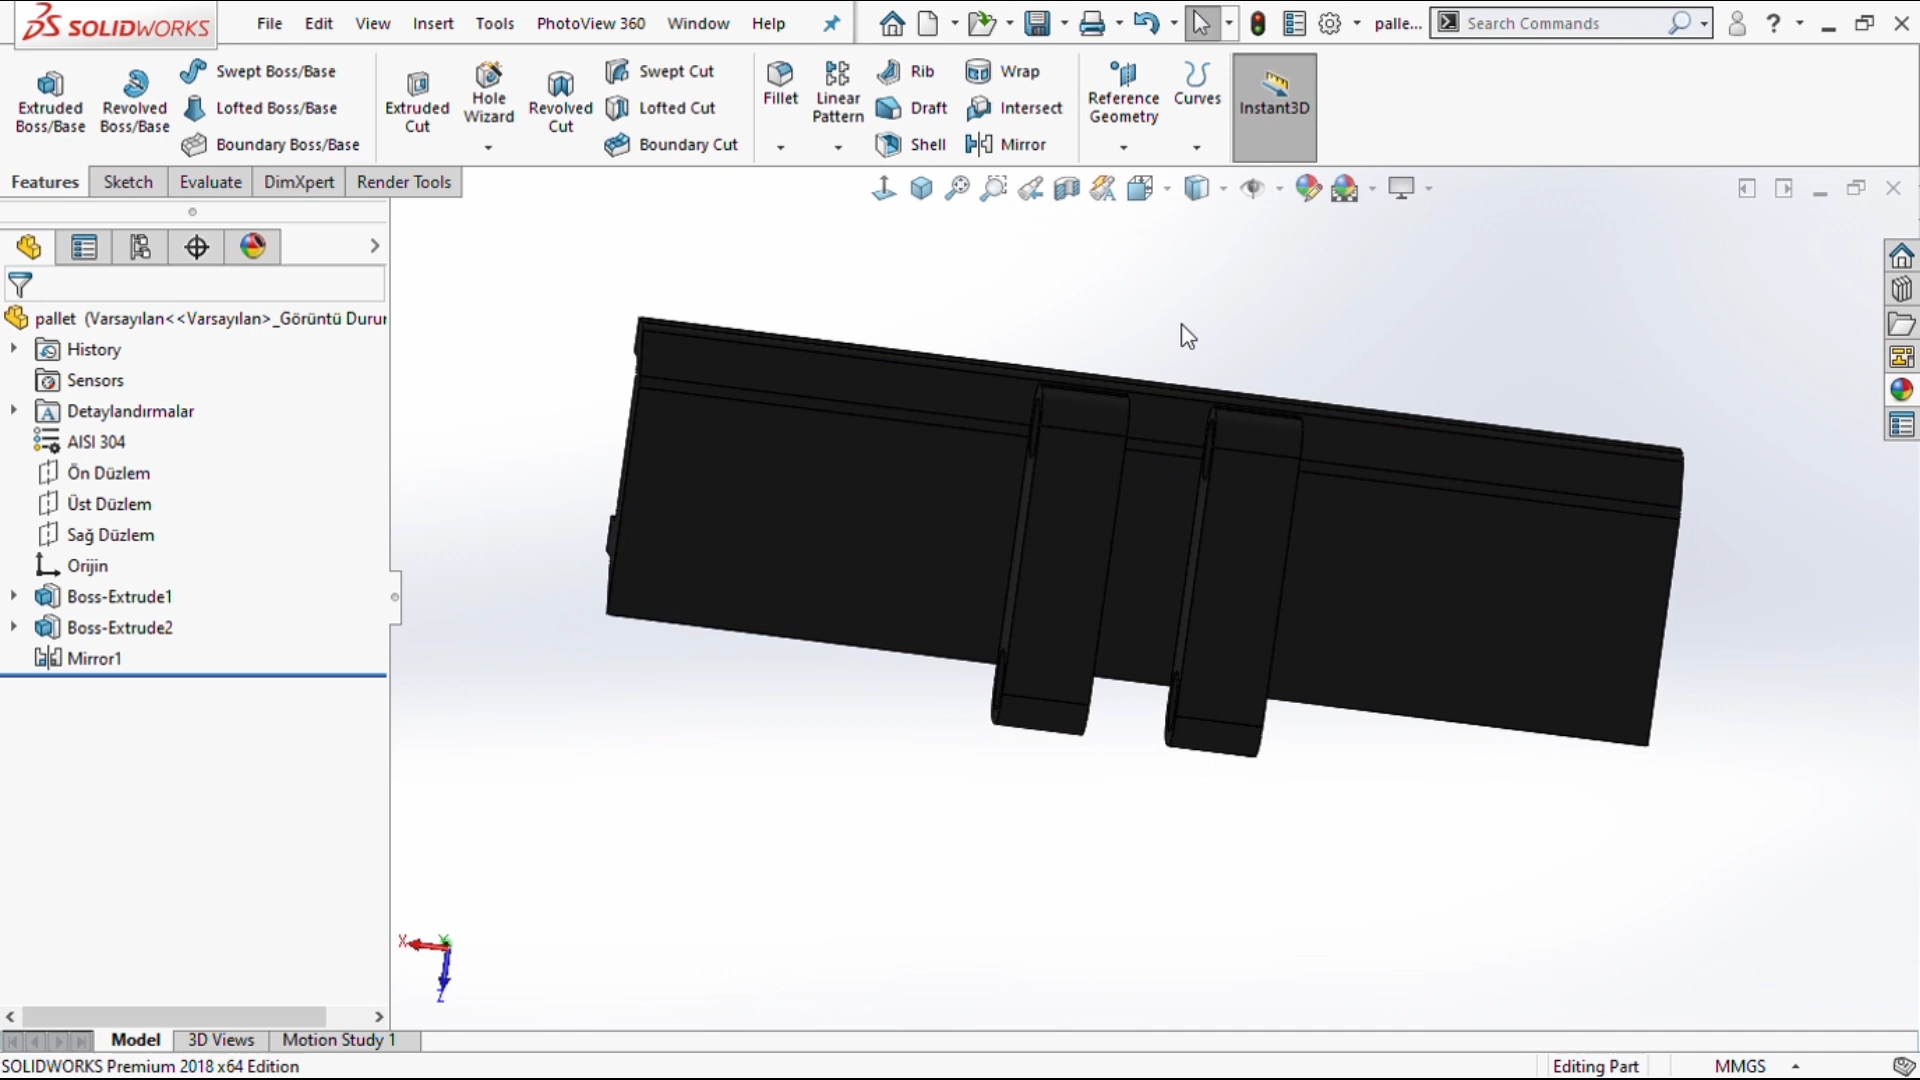 SOLIDWORKS
File Edit View Insert Tools PhotoView 360 Window Help
palle...
Search Commands
?
Extruded Boss/Base
Revolved Boss/Base
Swept Boss/Base
Lofted Boss/Base
Boundary Boss/Base
Extruded Cut
Hole Wizard
Revolved Cut
Swept Cut
Lofted Cut
Boundary Cut
Fillet
Linear Pattern
Rib
Draft
Shell
Wrap
Intersect
Mirror
Reference Geometry
Curves
Instant3D
Features Sketch Evaluate DimXpert Render Tools
pallet (Varsayılan<<Varsayılan>_Görüntü Durur
History
Sensors
Detaylandırmalar
AISI 304
Ön Düzlem
Üst Düzlem
Sağ Düzlem
Orijin
Boss-Extrude1
Boss-Extrude2
Mirror1
X
Y
Z
Model 3D Views Motion Study 1
SOLIDWORKS Premium 2018 x64 Edition
Editing Part
MMGS